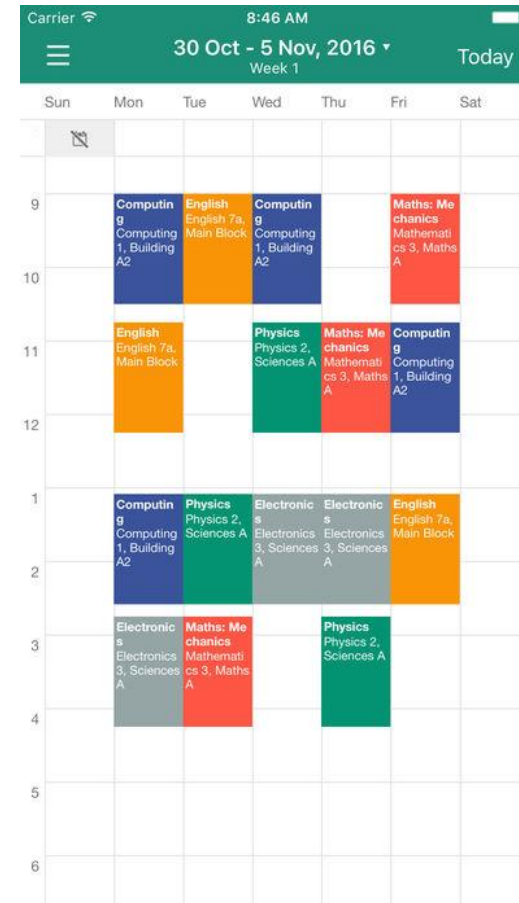 Carrier 8:46 AM
30 Oct - 5 Nov, 2016 ▾
Week 1
Today
Sun Mon Tue Wed Thu Fri Sat
9
Computin
g
Computing
1, Building
A2
English
English 7a,
Main Block
Computin
g
Computing
1, Building
A2
Maths: Me
chanics
Mathemati
cs 3, Maths
A
10
English
English 7a,
Main Block
Physics
Physics 2,
Sciences A
Maths: Me
chanics
Mathemati
cs 3, Maths
A
Computin
g
Computing
1, Building
A2
11
12
1
Computin
g
Computing
1, Building
A2
Physics
Physics 2,
Sciences A
Electronic
s
Electronics
3, Sciences
A
Electronic
s
Electronics
3, Sciences
A
English
English 7a,
Main Block
2
Electronic
s
Electronics
3, Sciences
A
Maths: Me
chanics
Mathemati
cs 3, Maths
A
Physics
Physics 2,
Sciences A
3
4
5
6